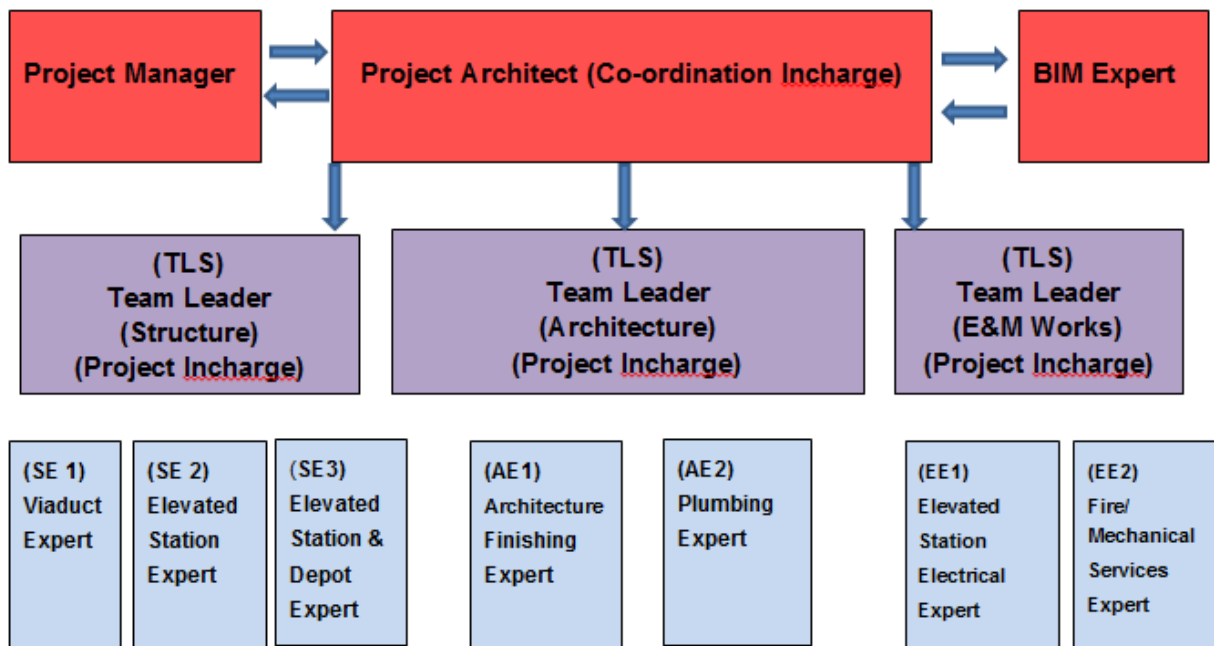 Project Manager
Project Architect (Co-ordination Incharge)
BIM Expert
(TLS)
Team Leader
(Structure)
(Project Incharge)
(TLS)
Team Leader
(Architecture)
(Project Incharge)
(TLS)
Team Leader
(E&M Works)
(Project Incharge)
(SE 1)
Viaduct
Expert
(SE 2)
Elevated
Station
Expert
(SE3)
Elevated
Station &
Depot
Expert
(AE1)
Architecture
Finishing
Expert
(AE2)
Plumbing
Expert
(EE1)
Elevated
Station
Electrical
Expert
(EE2)
Fire/
Mechanical
Services
Expert